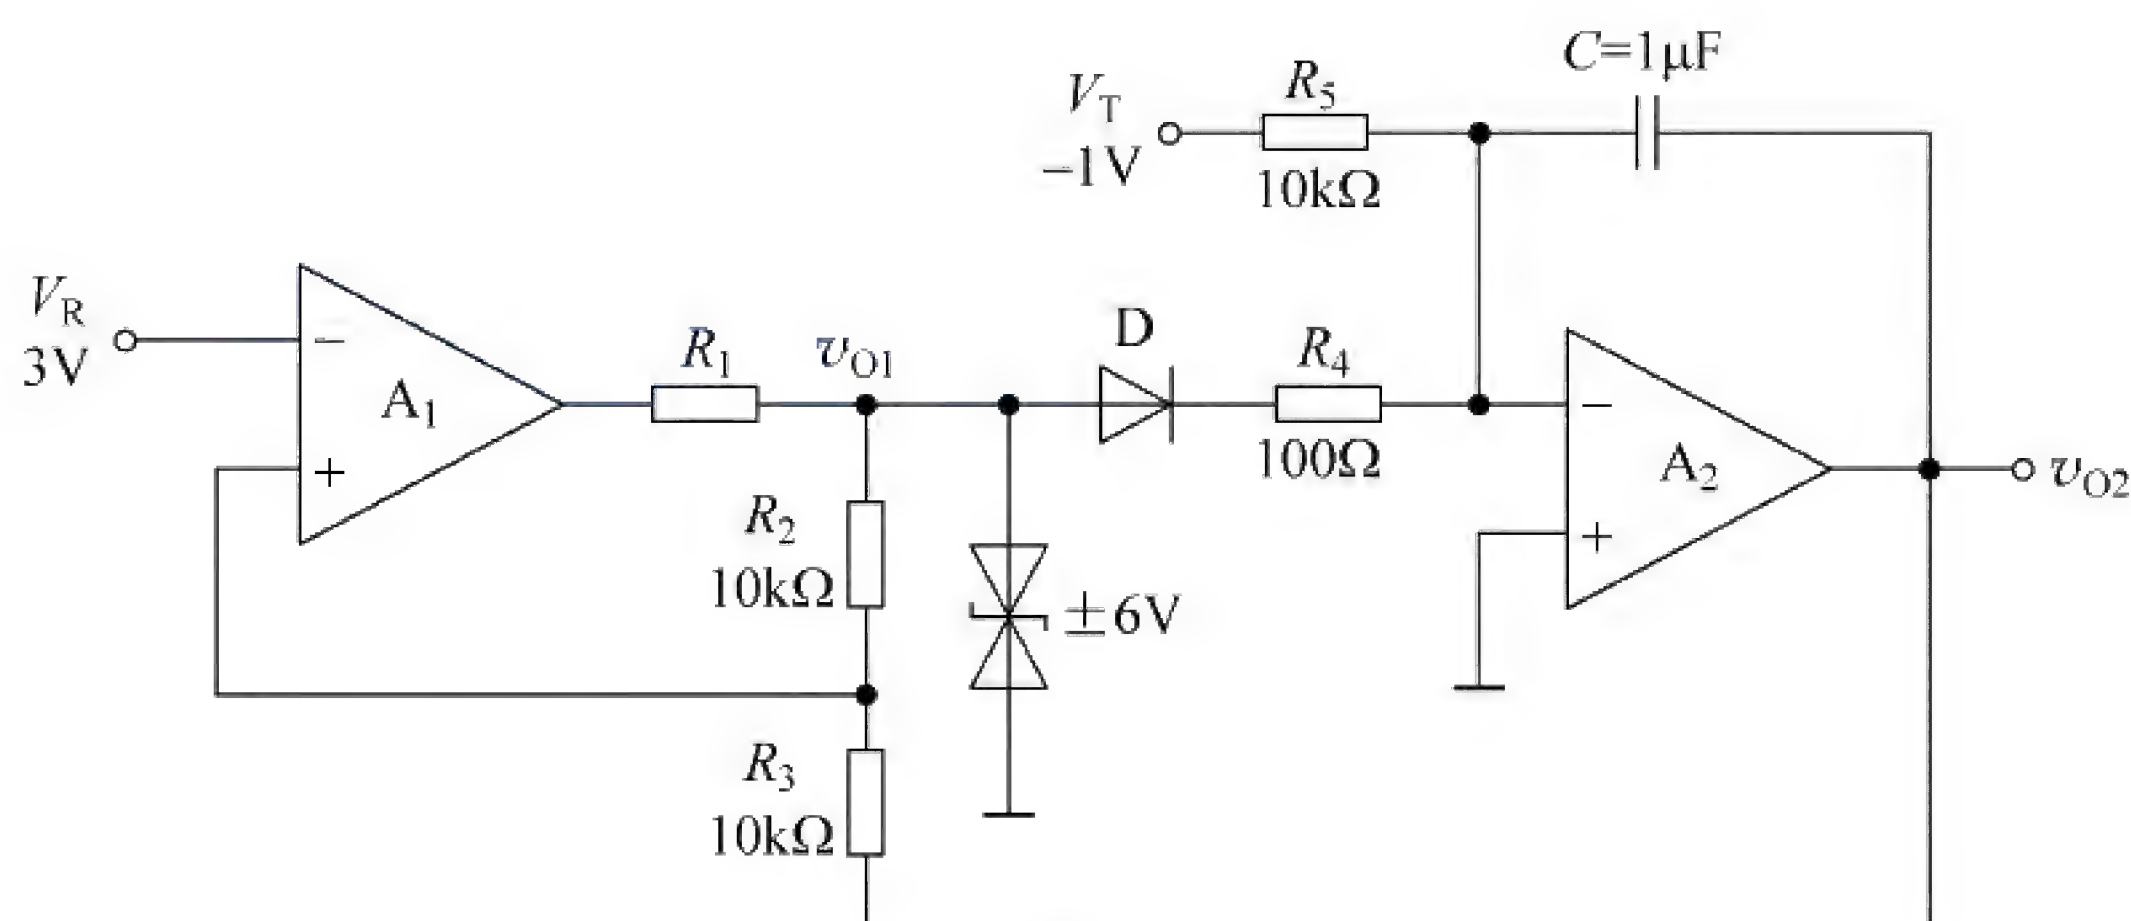 C=1μF
V_T
−1V
R_5
10kΩ
V_R
3V
−
A_1
+
R_1
v_O1
D
R_4
100Ω
−
A_2
+
v_O2
R_2
10kΩ
±6V
R_3
10kΩ